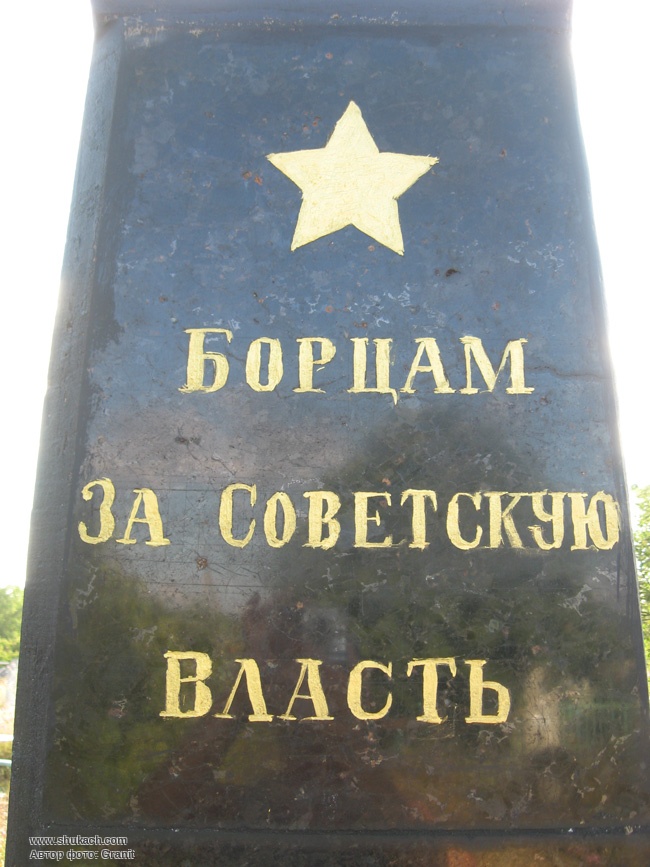 Борцам
за Советскую
Власть
www.shukach.com
Автор фото: Granit